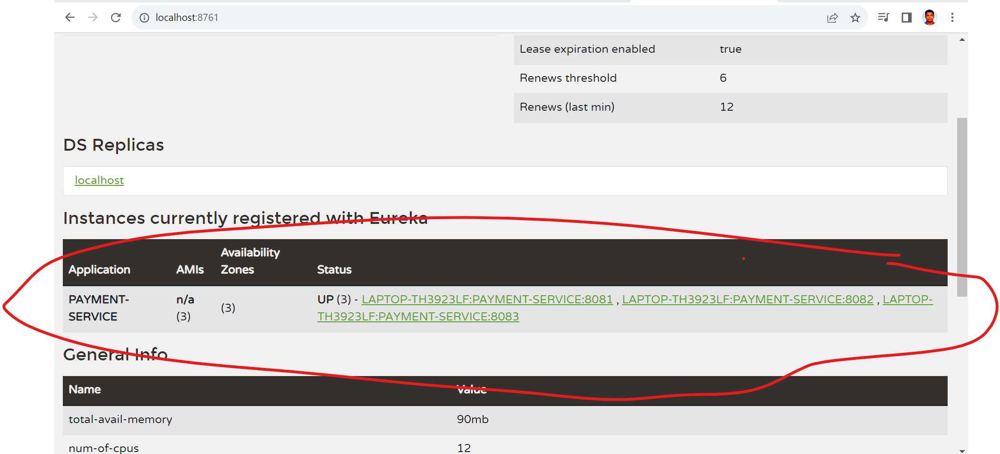 localhost:8761
Lease expiration enabled true
Renews threshold 6
Renews (last min) 12
DS Replicas
localhost
Instances currently registered with Eureka
Application AMIs Availability Zones Status
PAYMENT-SERVICE n/a (3) (3) UP (3) - LAPTOP-TH3923LF:PAYMENT-SERVICE:8081 , LAPTOP-TH3923LF:PAYMENT-SERVICE:8082 , LAPTOP-
TH3923LF:PAYMENT-SERVICE:8083
General Info
Name Value
total-avail-memory 90mb
num-of-cpus 12